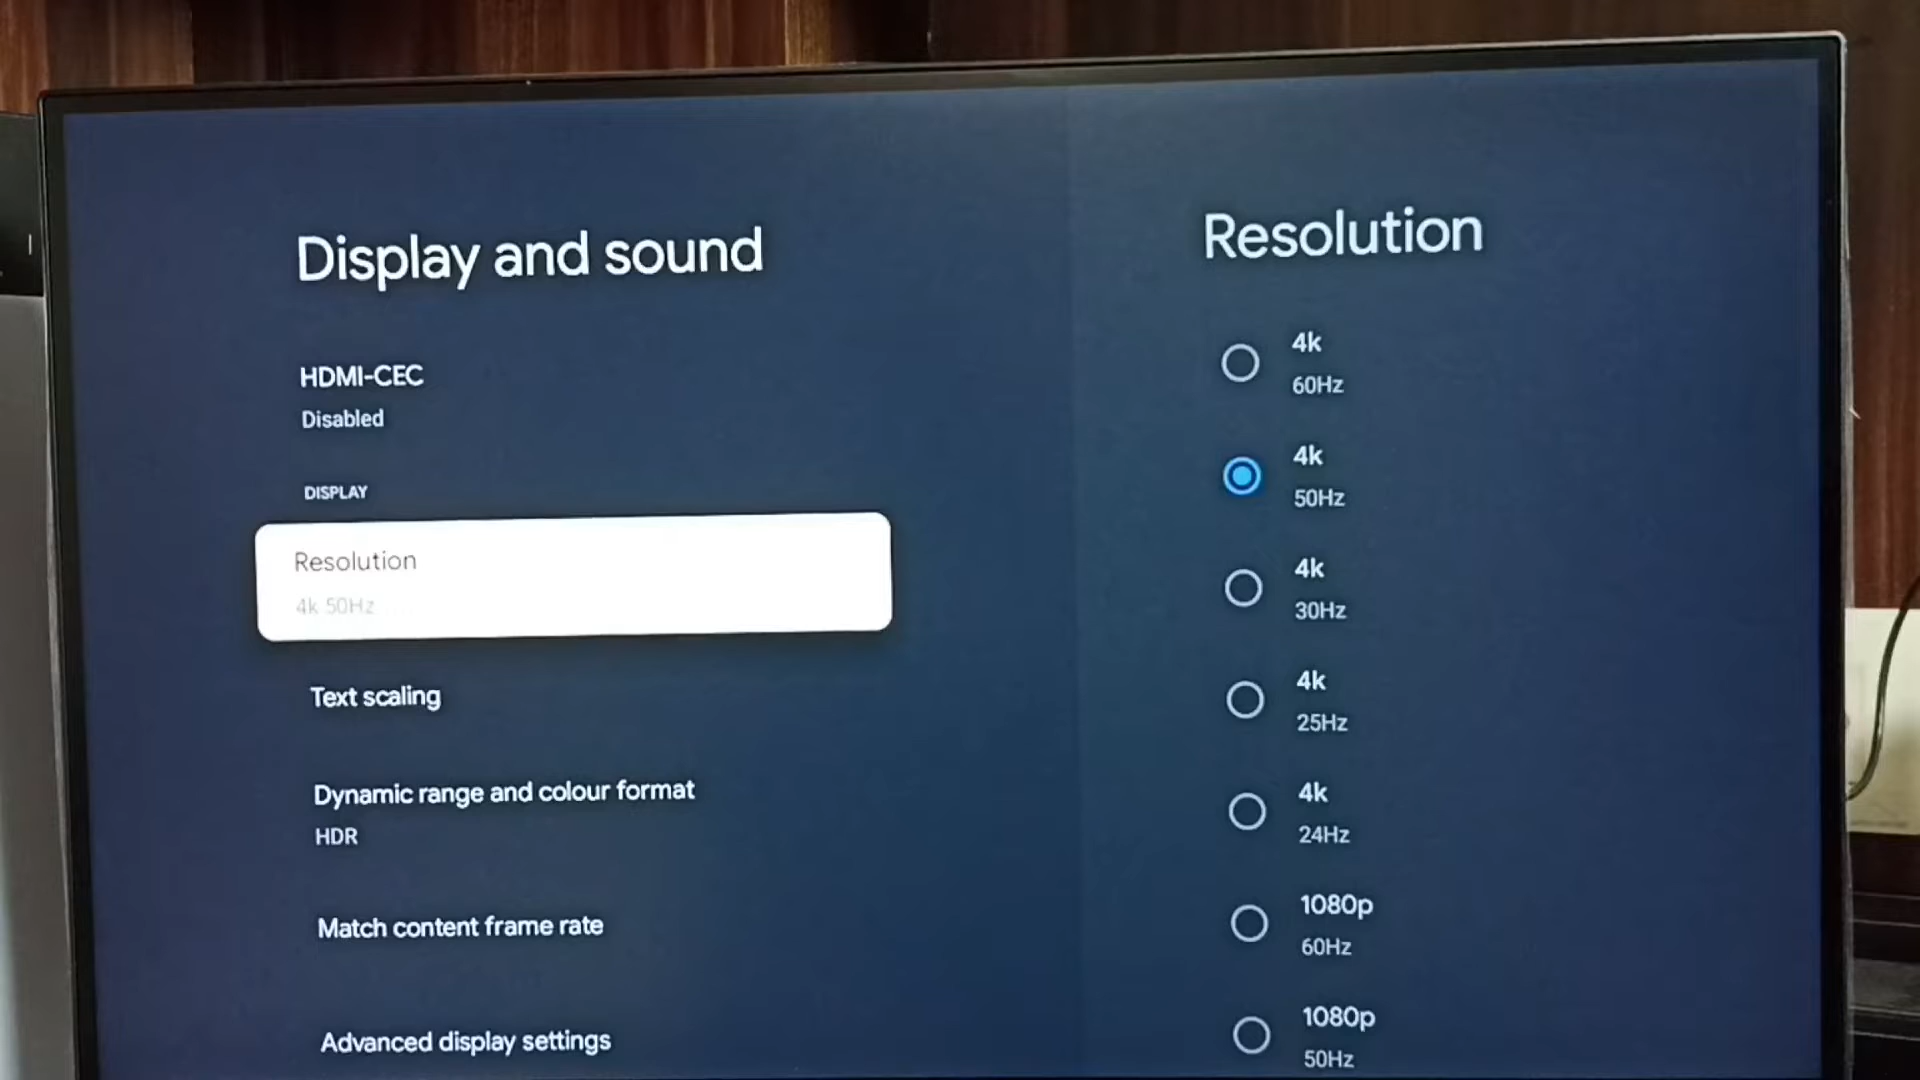 Display and sound
HDMI-CEC
Disabled
DISPLAY
Resolution
4k 50Hz
Text scaling
Dynamic range and colour format
HDR
Match content frame rate
Advanced display settings
Resolution
4k
60Hz
4k
50Hz
4k
30Hz
4k
25Hz
4k
24Hz
1080p
60Hz
1080p
50Hz